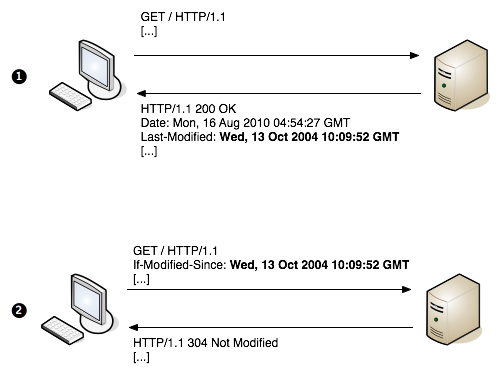 GET / HTTP/1.1
[...]
1
HTTP/1.1 200 OK
Date: Mon, 16 Aug 2010 04:54:27 GMT
Last-Modified: Wed, 13 Oct 2004 10:09:52 GMT
[...]
GET / HTTP/1.1
If-Modified-Since: Wed, 13 Oct 2004 10:09:52 GMT
[...]
2
HTTP/1.1 304 Not Modified
[...]